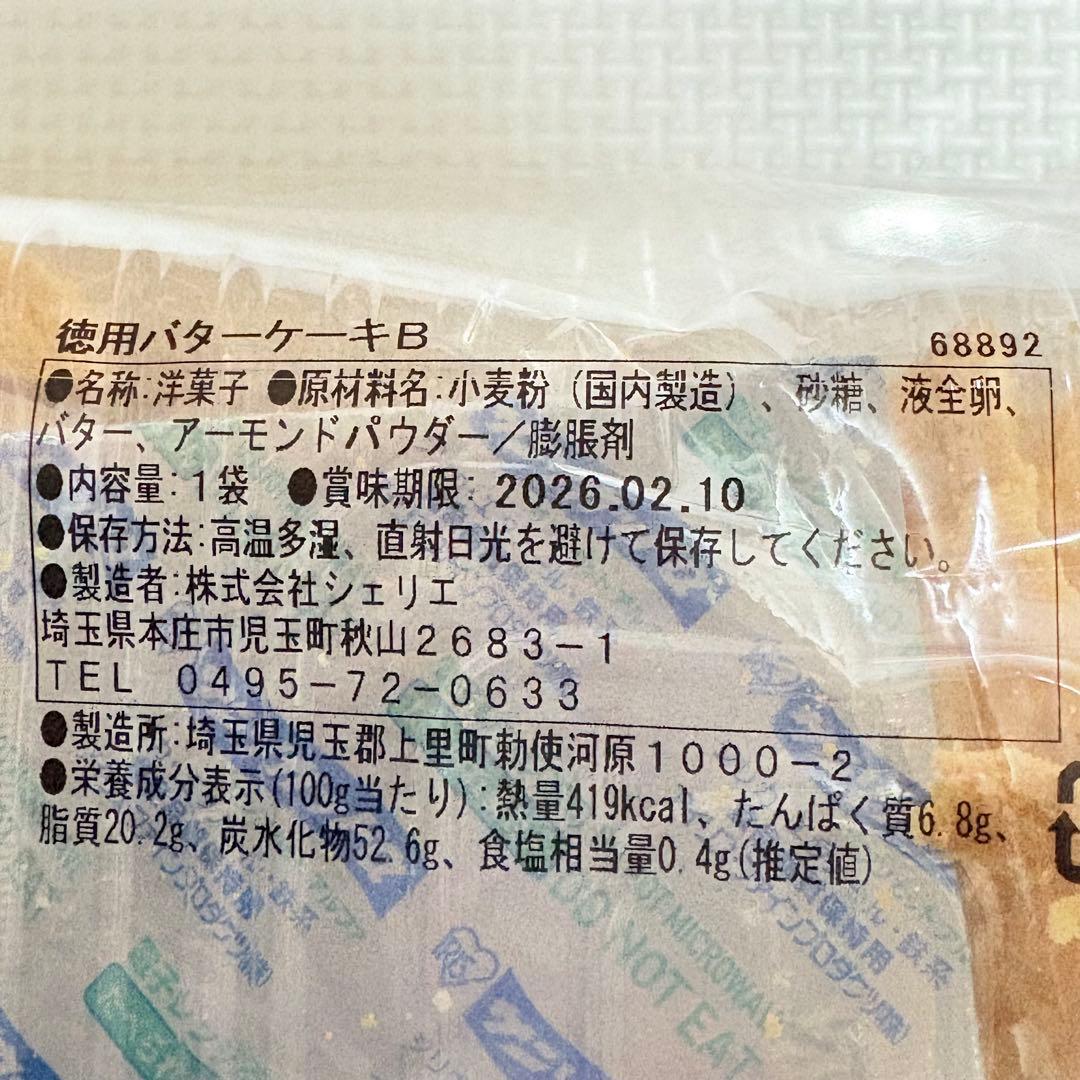 徳用バターケーキB
68892
●名称:洋菓子 ●原材料名:小麦粉（国内製造）、砂糖、液全卵、
バター、アーモンドパウダー／膨脹剤
●内容量:1袋 ●賞味期限: 2026.02.10
●保存方法:高温多湿、直射日光を避けて保存してください。
●製造者:株式会社シェリエ
埼玉県本庄市児玉町秋山2683-1
TEL 0495-72-0633
●製造所:埼玉県児玉郡上里町勅使河原1000-2
●栄養成分表示(100g当たり):熱量419kcal、たんぱく質6.8g、
脂質20.2g、炭水化物52.6g、食塩相当量0.4g(推定値)
DO NOT EAT